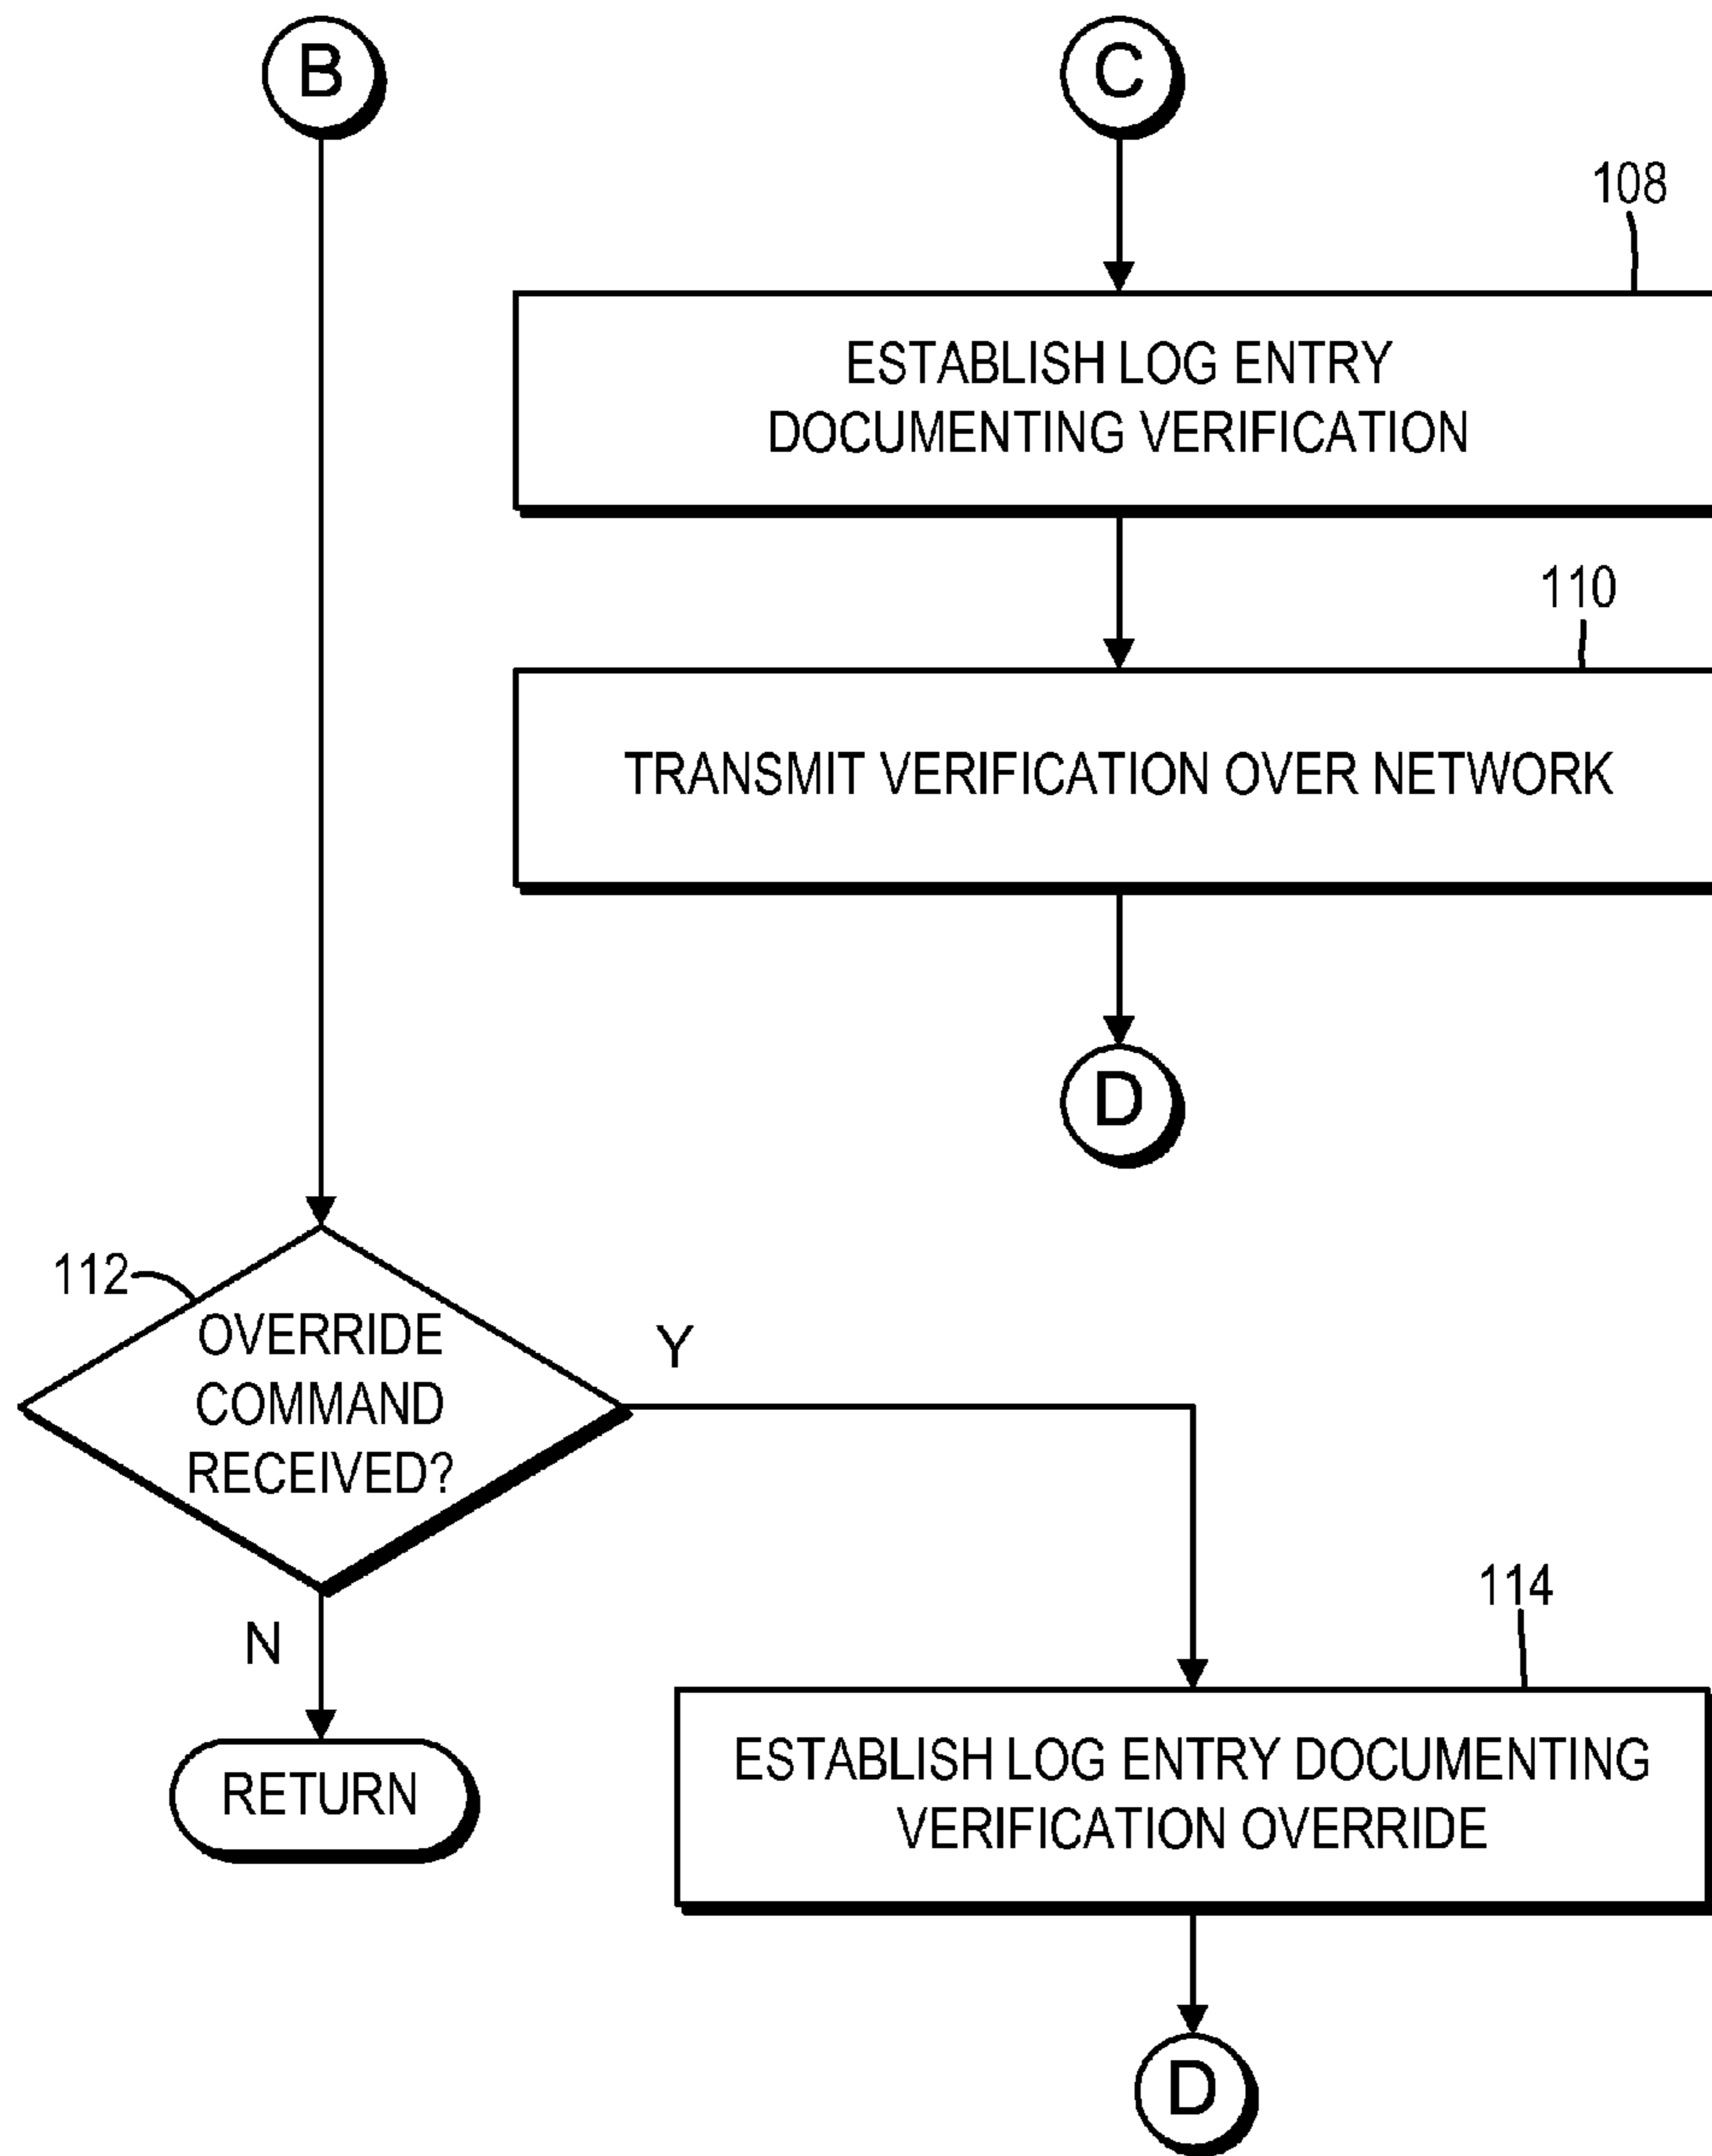 B
C
108
ESTABLISH LOG ENTRY
DOCUMENTING VERIFICATION
110
TRANSMIT VERIFICATION OVER NETWORK
D
112
OVERRIDE
COMMAND
RECEIVED?
Y
N
RETURN
114
ESTABLISH LOG ENTRY DOCUMENTING
VERIFICATION OVERRIDE
D